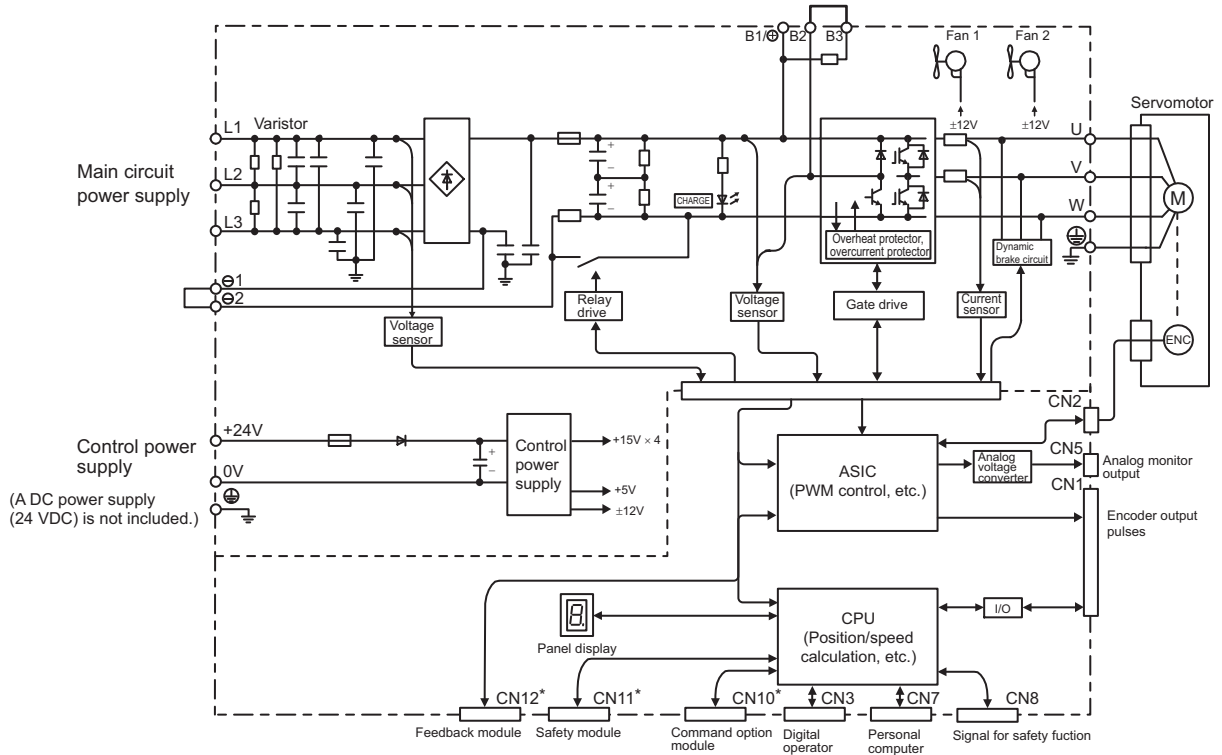 B1/⊕ B2 B3
Fan 1
Fan 2
±12V
±12V
Servomotor
L1
Varistor
L2
L3
Main circuit
power supply
⊖1
⊖2
+
−
+
−
CHARGE
Overheat protector,
overcurrent protector
U
V
W
M
Dynamic
brake circuit
Voltage
sensor
Relay
drive
Voltage
sensor
Gate drive
Current
sensor
ENC
Control power
supply
(A DC power supply
(24 VDC) is not included.)
+24V
0V
+
−
Control
power
supply
+15V × 4
+5V
±12V
ASIC
(PWM control, etc.)
Analog
voltage
converter
CN2
CN5
Analog monitor
output
CN1
Encoder output
pulses
8.
Panel display
CPU
(Position/speed
calculation, etc.)
I/O
CN12*
CN11*
CN10*
CN3
CN7
CN8
Feedback module
Safety module
Command option
module
Digital
operator
Personal
computer
Signal for safety fuction